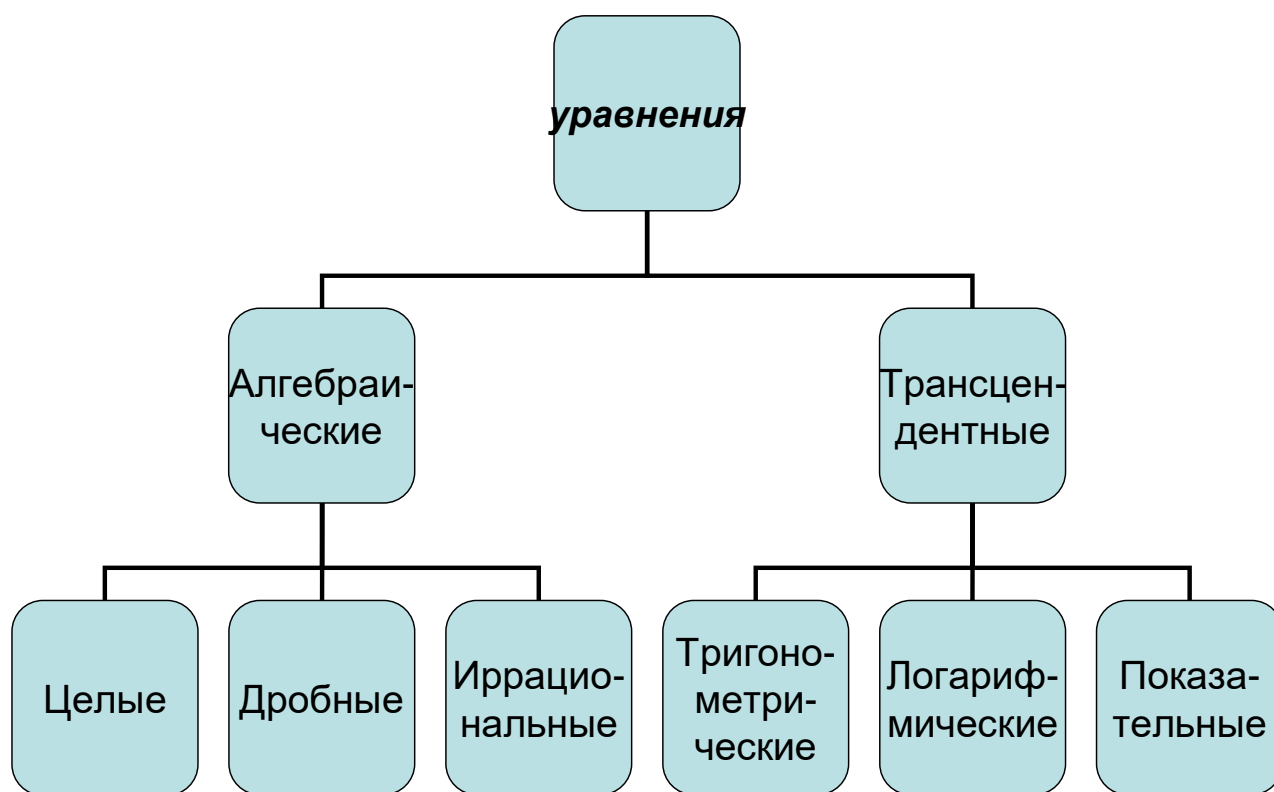 уравнения
Алгебраи-
ческие
Трансцен-
дентные
Целые
Дробные
Иррацио-
нальные
Тригоно-
метри-
ческие
Логариф-
мические
Показа-
тельные